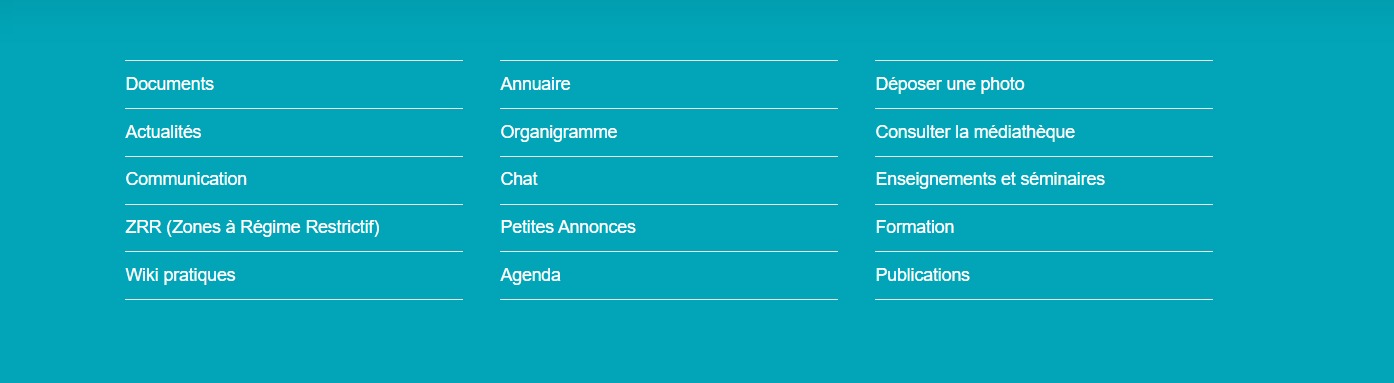 Documents
Actualités
Communication
ZRR (Zones à Régime Restrictif)
Wiki pratiques
Annuaire
Organigramme
Chat
Petites Annonces
Agenda
Déposer une photo
Consulter la médiathèque
Enseignements et séminaires
Formation
Publications